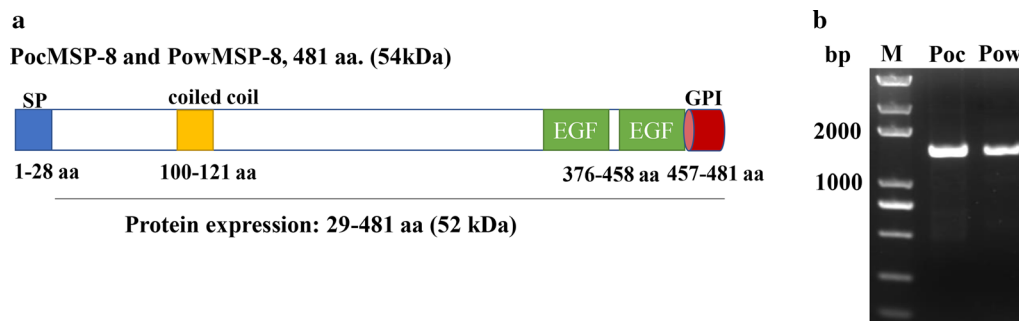 a
PocMSP-8 and PowMSP-8, 481 aa. (54kDa)
SP
coiled coil
GPI
EGF
EGF
1-28 aa
100-121 aa
376-458 aa
457-481 aa
Protein expression: 29-481 aa (52 kDa)
b
bp M Poc Pow
2000
1000